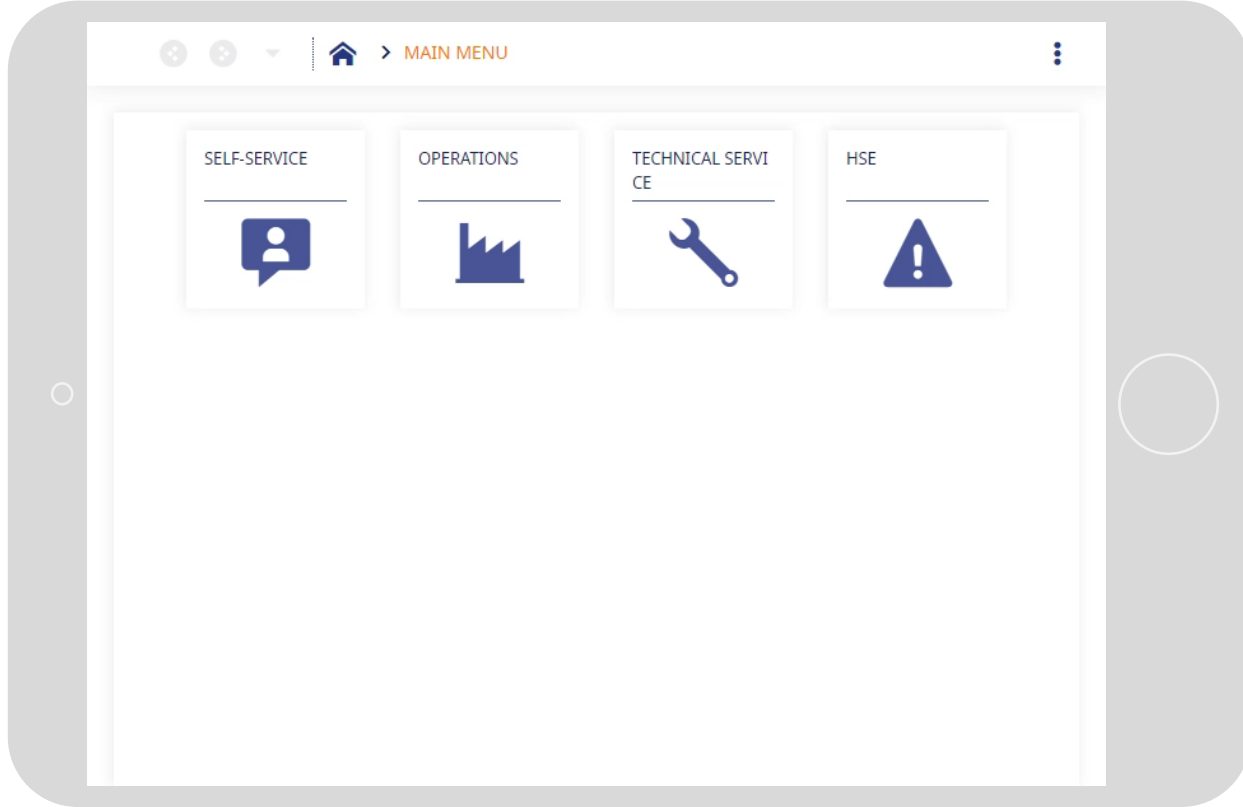 MAIN MENU
SELF-SERVICE
OPERATIONS
TECHNICAL SERVI
CE
HSE